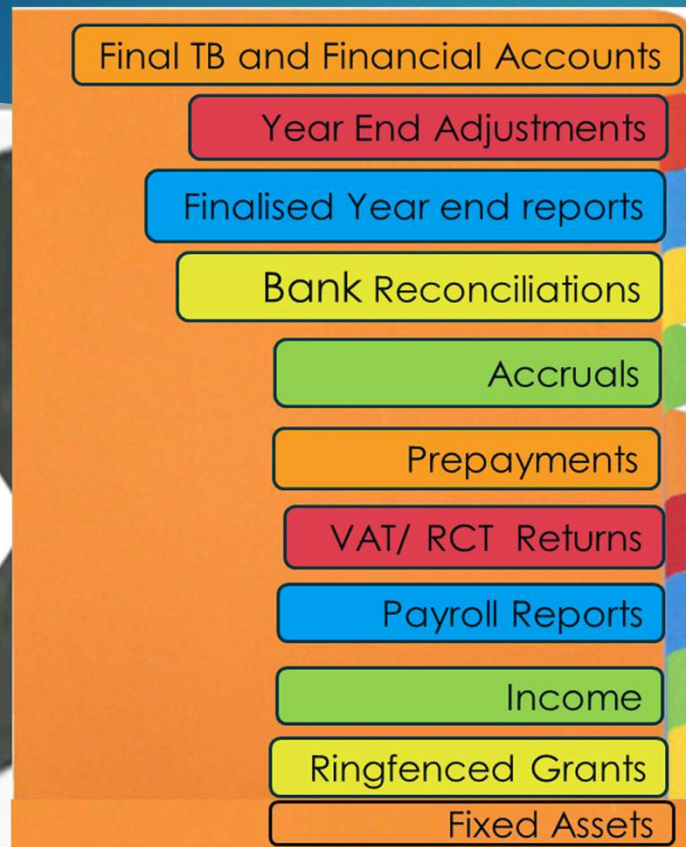 Final TB and Financial Accounts
Year End Adjustments
Finalised Year end reports
Bank Reconciliations
Accruals
Prepayments
VAT/ RCT Returns
Payroll Reports
Income
Ringfenced Grants
Fixed Assets